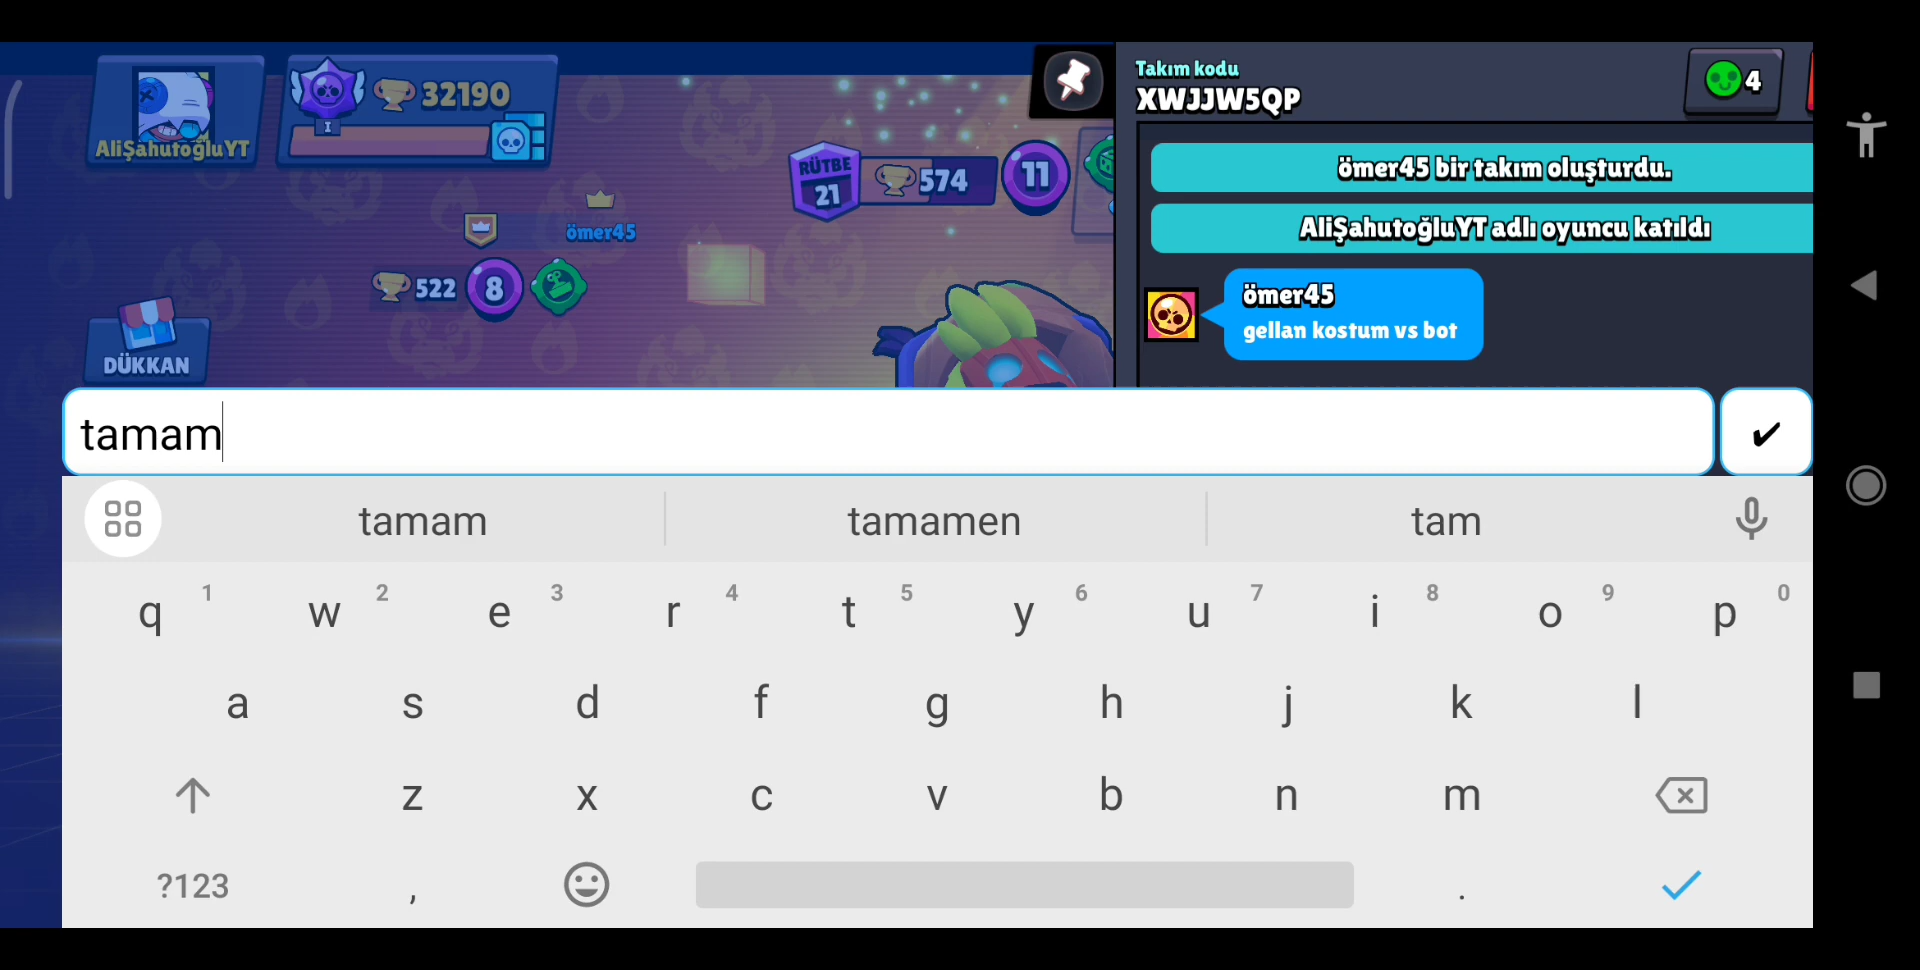 AliŞahutoğluYT
I
32190
Takım kodu
XWJJW5QP
4
ömer45 bir takım oluşturdu.
AliŞahutoğluYT adlı oyuncu katıldı
RÜTBE
21
574
11
ömer45
522
8
ömer45
gellan kostum vs bot
DÜKKAN
tamam
✔
tamam tamamen tam
q 1 w 2 e 3 r 4 t 5 y 6 u 7 i 8 o 9 p 0
a s d f g h j k l
z x c v b n m
?123 , .